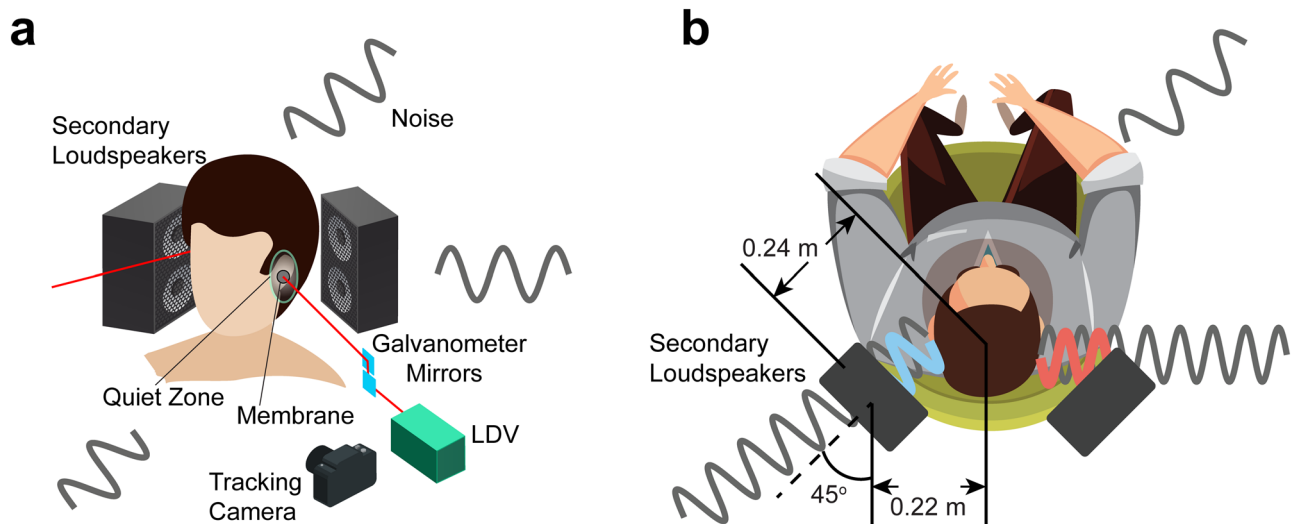 a
Noise
Secondary
Loudspeakers
Galvanometer
Mirrors
Quiet Zone
Membrane
LDV
Tracking
Camera
b
0.24 m
Secondary
Loudspeakers
45°
0.22 m